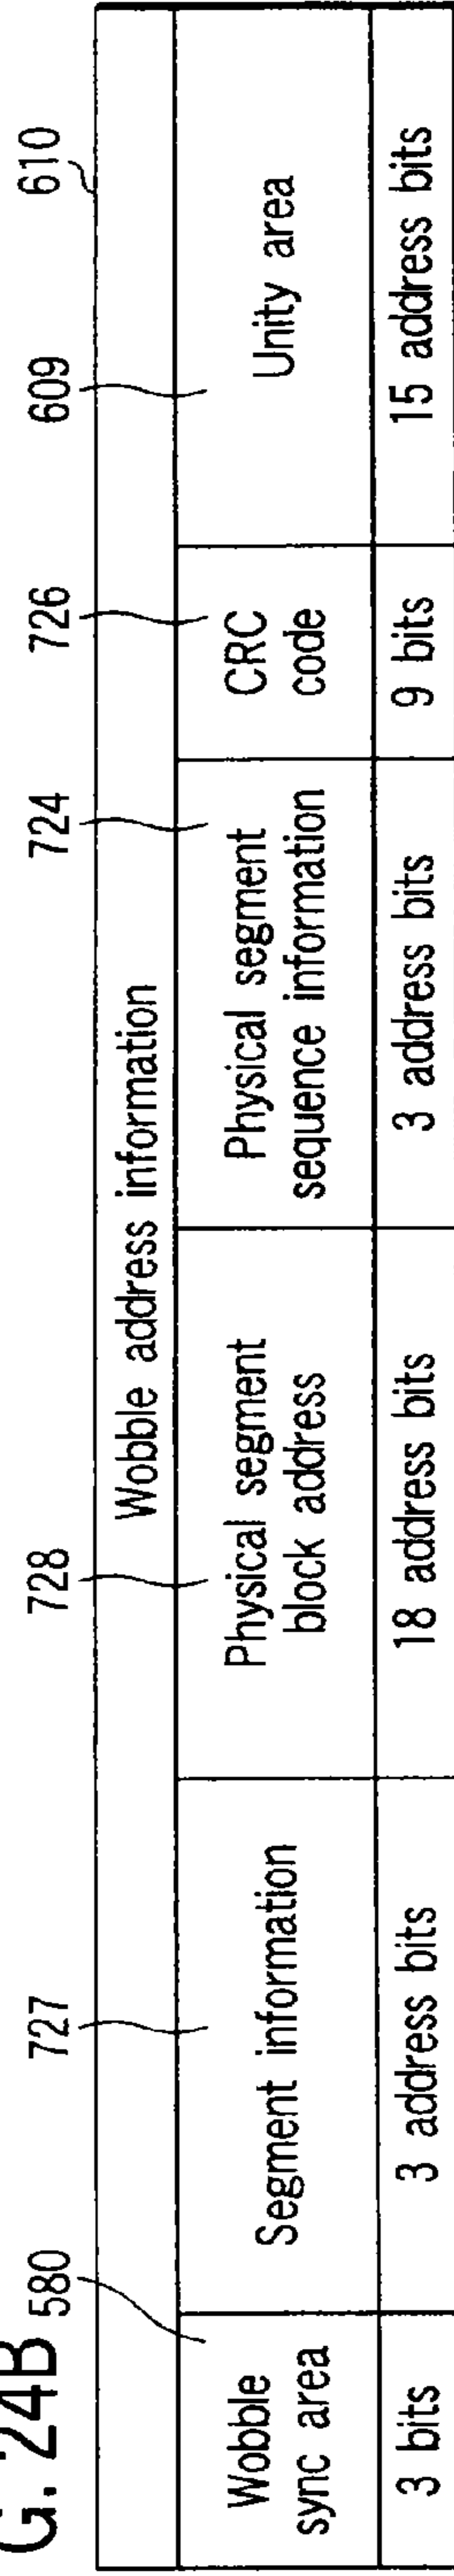 G. 24B
580
727
728
724
726
609
610
Wobble address information
Wobble
sync area
Segment information
Physical segment
block address
Physical segment
sequence information
CRC
code
Unity area
3 bits
3 address bits
18 address bits
3 address bits
9 bits
15 address bits